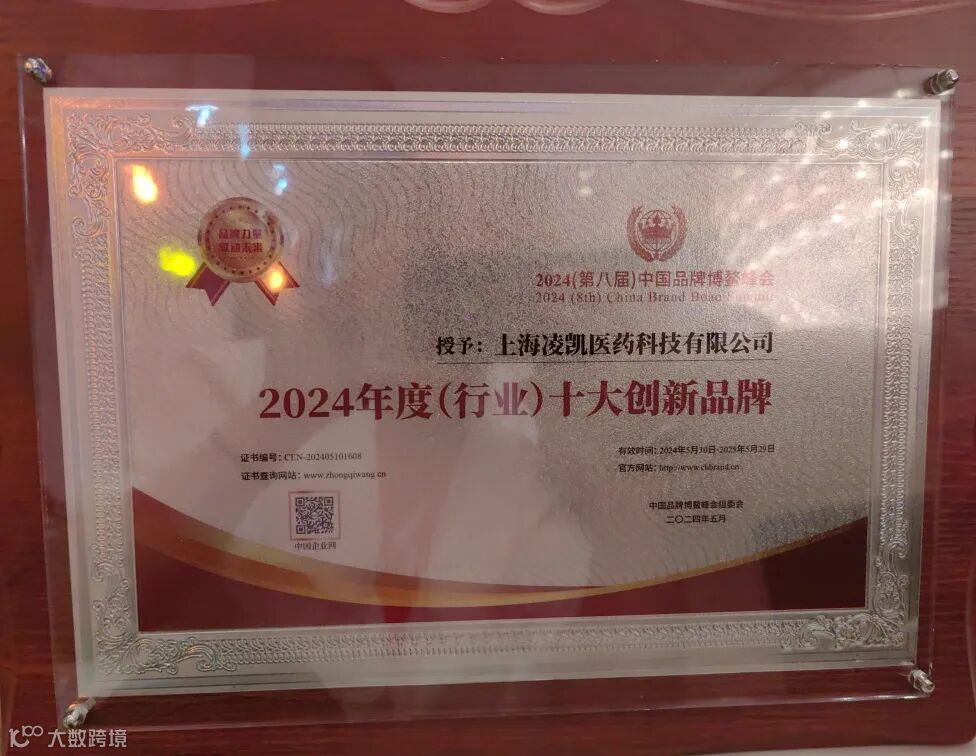 品牌力量
驱动未来
2024(第八届)中国品牌博鳌峰会
2024 (8th) China Brand Boao Summit
授予：上海凌凯医药科技有限公司
2024年度(行业)十大创新品牌
证书编号：CEN-202405101608
证书查询网站：www.zhongqiwang.cn
中国企业网
有效时间：2024年5月30日-2025年5月29日
官方网站：http://www.chbrand.cn
中国品牌博鳌峰会组委会
二〇二四年五月
大数跨境